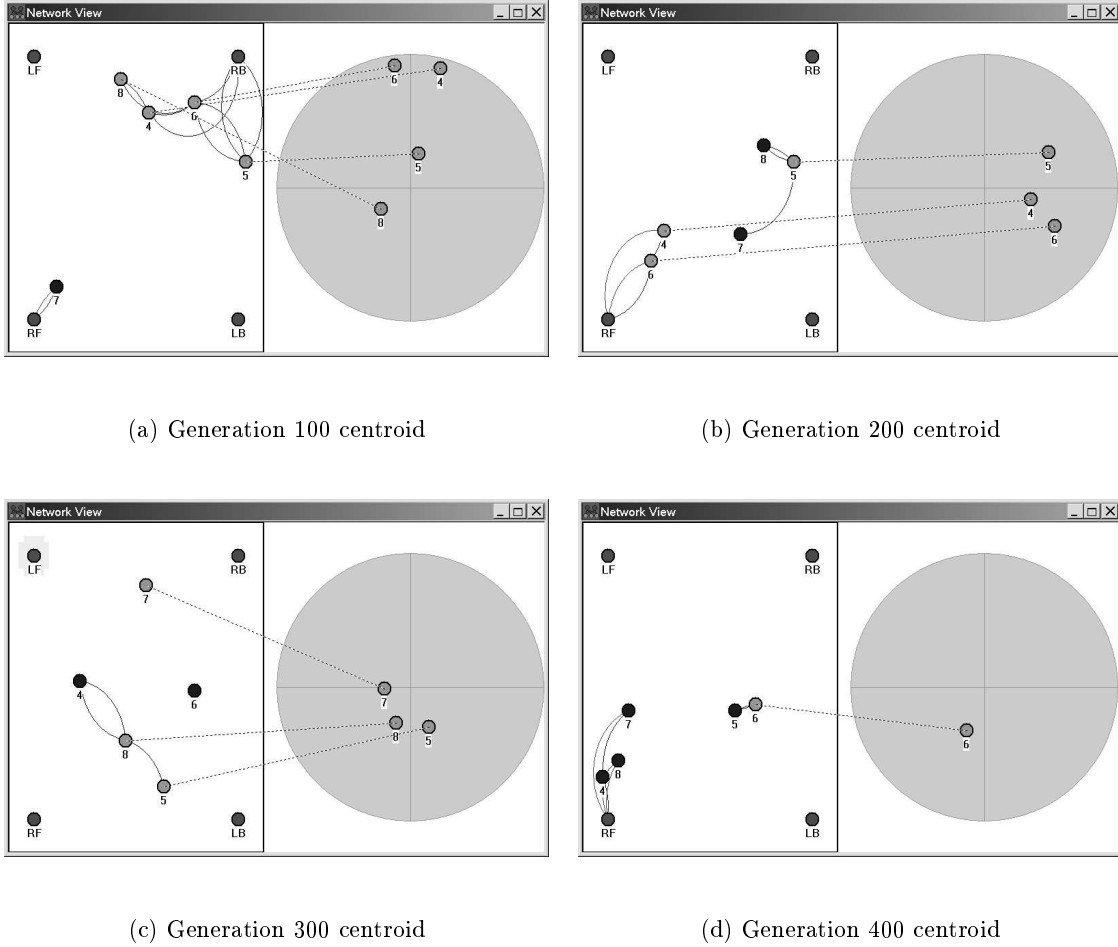 Network View
LF
RB
8
4
6
5
7
RF
LB
6
4
5
8
Network View
LF
RB
8
5
4
7
6
RF
LB
5
4
6
(a) Generation 100 centroid
(b) Generation 200 centroid
Network View
LF
RB
7
4
6
8
5
RF
LB
7
8
5
Network View
LF
RB
7
5
6
8
4
RF
LB
6
(c) Generation 300 centroid
(d) Generation 400 centroid